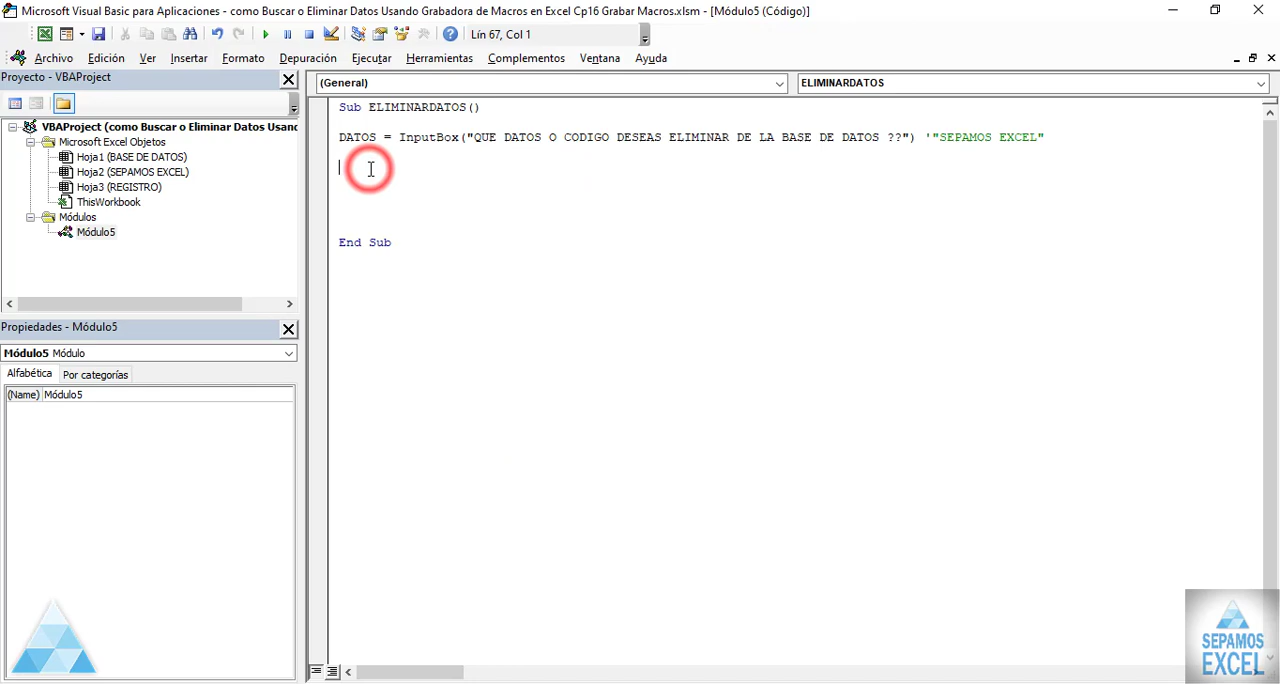 Microsoft Visual Basic para Aplicaciones - como Buscar o Eliminar Datos Usando Grabadora de Macros en Excel Cp16 Grabar Macros.xlsm - [Módulo5 (Código)]
Lín 67, Col 1
Archivo Edición Ver Insertar Formato Depuración Ejecutar Herramientas Complementos Ventana Ayuda
Proyecto - VBAProject
(General)
ELIMINARDATOS
VBAProject (como Buscar o Eliminar Datos Usand
Microsoft Excel Objetos
Hoja1 (BASE DE DATOS)
Hoja2 (SEPAMOS EXCEL)
Hoja3 (REGISTRO)
ThisWorkbook
Módulos
Módulo5
Propiedades - Módulo5
Módulo5 Módulo
Alfabética Por categorías
(Name) Módulo5
Sub ELIMINARDATOS()
DATOS = InputBox("QUE DATOS O CODIGO DESEAS ELIMINAR DE LA BASE DE DATOS ??") '"SEPAMOS EXCEL"
End Sub
SEPAMOS
EXCEL